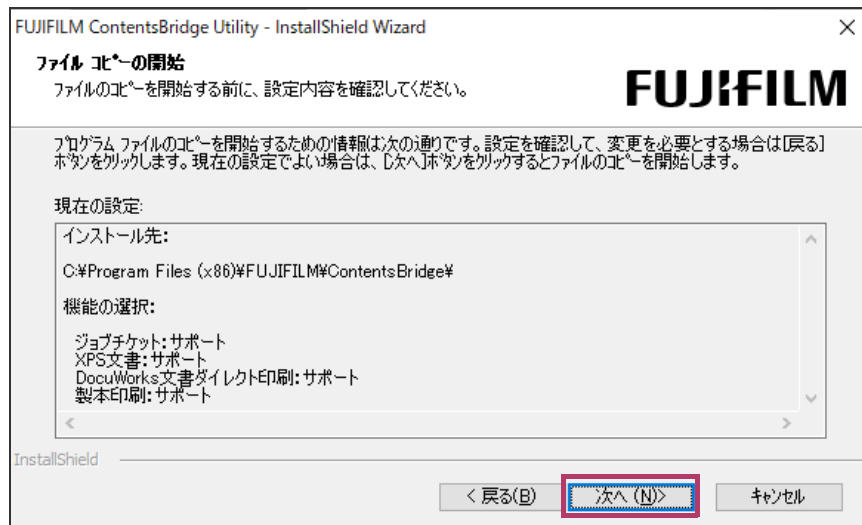 FUJIFILM ContentsBridge Utility - InstallShield Wizard
ファイル コピーの開始
ファイルのコピーを開始する前に、設定内容を確認してください。
FUJIFILM
プログラム ファイルのコピーを開始するための情報は次の通りです。設定を確認して、変更を必要とする場合は[戻る]
ボタンをクリックします。現在の設定でよい場合は、[次へ]ボタンをクリックするとファイルのコピーを開始します。
現在の設定:
インストール先:
C:¥Program Files (x86)¥FUJIFILM¥ContentsBridge¥
機能の選択:
ジョブチケット:サポート
XPS文書:サポート
DocuWorks文書ダイレクト印刷:サポート
製本印刷:サポート
InstallShield
< 戻る(B)
次へ (N)>
キャンセル